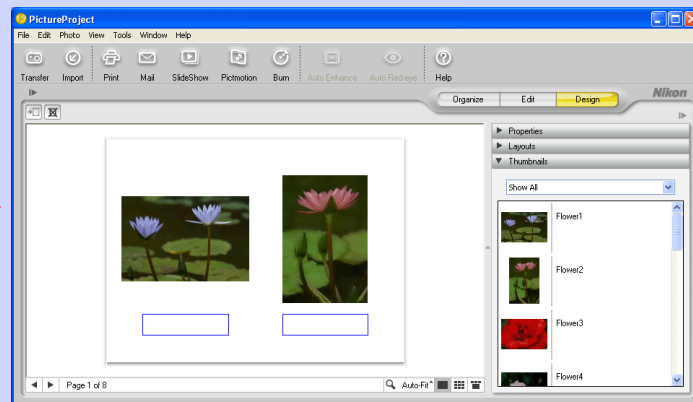 PictureProject
File Edit Photo View Tools Window Help
Transfer Import Print Mail SlideShow Pictmotion Burn Auto Enhance Auto Red-eye Help
Organize Edit Design Nikon
Properties
Layouts
Thumbnails
Show All
Flower1
Flower2
Flower3
Flower4
Page 1 of 8 Auto-Fit